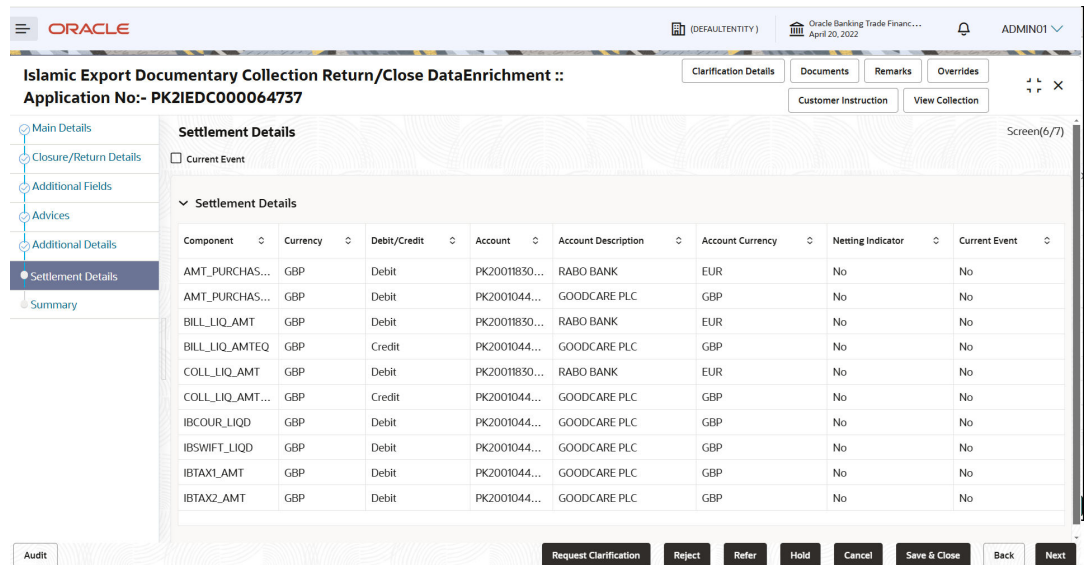 ORACLE
(DEFAULTENTITY )
Oracle Banking Trade Financ...
April 20, 2022
ADMIN01
Islamic Export Documentary Collection Return/Close DataEnrichment ::
Application No:- PK2IEDC000064737
Clarification Details
Documents
Remarks
Overrides
Customer Instruction
View Collection
Main Details
Closure/Return Details
Additional Fields
Advices
Additional Details
Settlement Details
Summary
Settlement Details
Screen(6/7)
Current Event
Settlement Details
Component Currency Debit/Credit Account Account Description Account Currency Netting Indicator Current Event
AMT_PURCHAS... GBP Debit PK20011830... RABO BANK EUR No No
AMT_PURCHAS... GBP Debit PK2001044... GOODCARE PLC GBP No No
BILL_LIQ_AMT GBP Debit PK20011830... RABO BANK EUR No No
BILL_LIQ_AMTEQ GBP Credit PK2001044... GOODCARE PLC GBP No No
COLL_LIQ_AMT GBP Debit PK20011830... RABO BANK EUR No No
COLL_LIQ_AMT... GBP Credit PK2001044... GOODCARE PLC GBP No No
IBCOUR_LIQD GBP Debit PK2001044... GOODCARE PLC GBP No No
IBSWIFT_LIQD GBP Debit PK2001044... GOODCARE PLC GBP No No
IBTAX1_AMT GBP Debit PK2001044... GOODCARE PLC GBP No No
IBTAX2_AMT GBP Debit PK2001044... GOODCARE PLC GBP No No
Audit
Request Clarification
Reject
Refer
Hold
Cancel
Save & Close
Back
Next